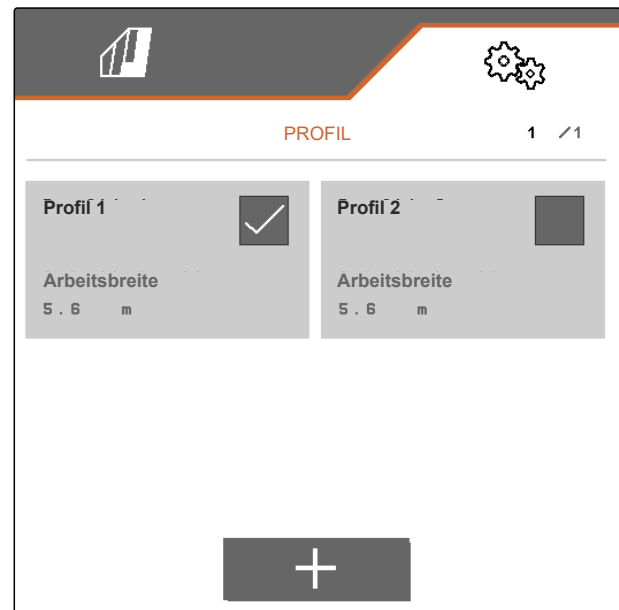 PROFIL 1 /1
Profil 1 Profil 2
Arbeitsbreite Arbeitsbreite
5.6 m 5.6 m